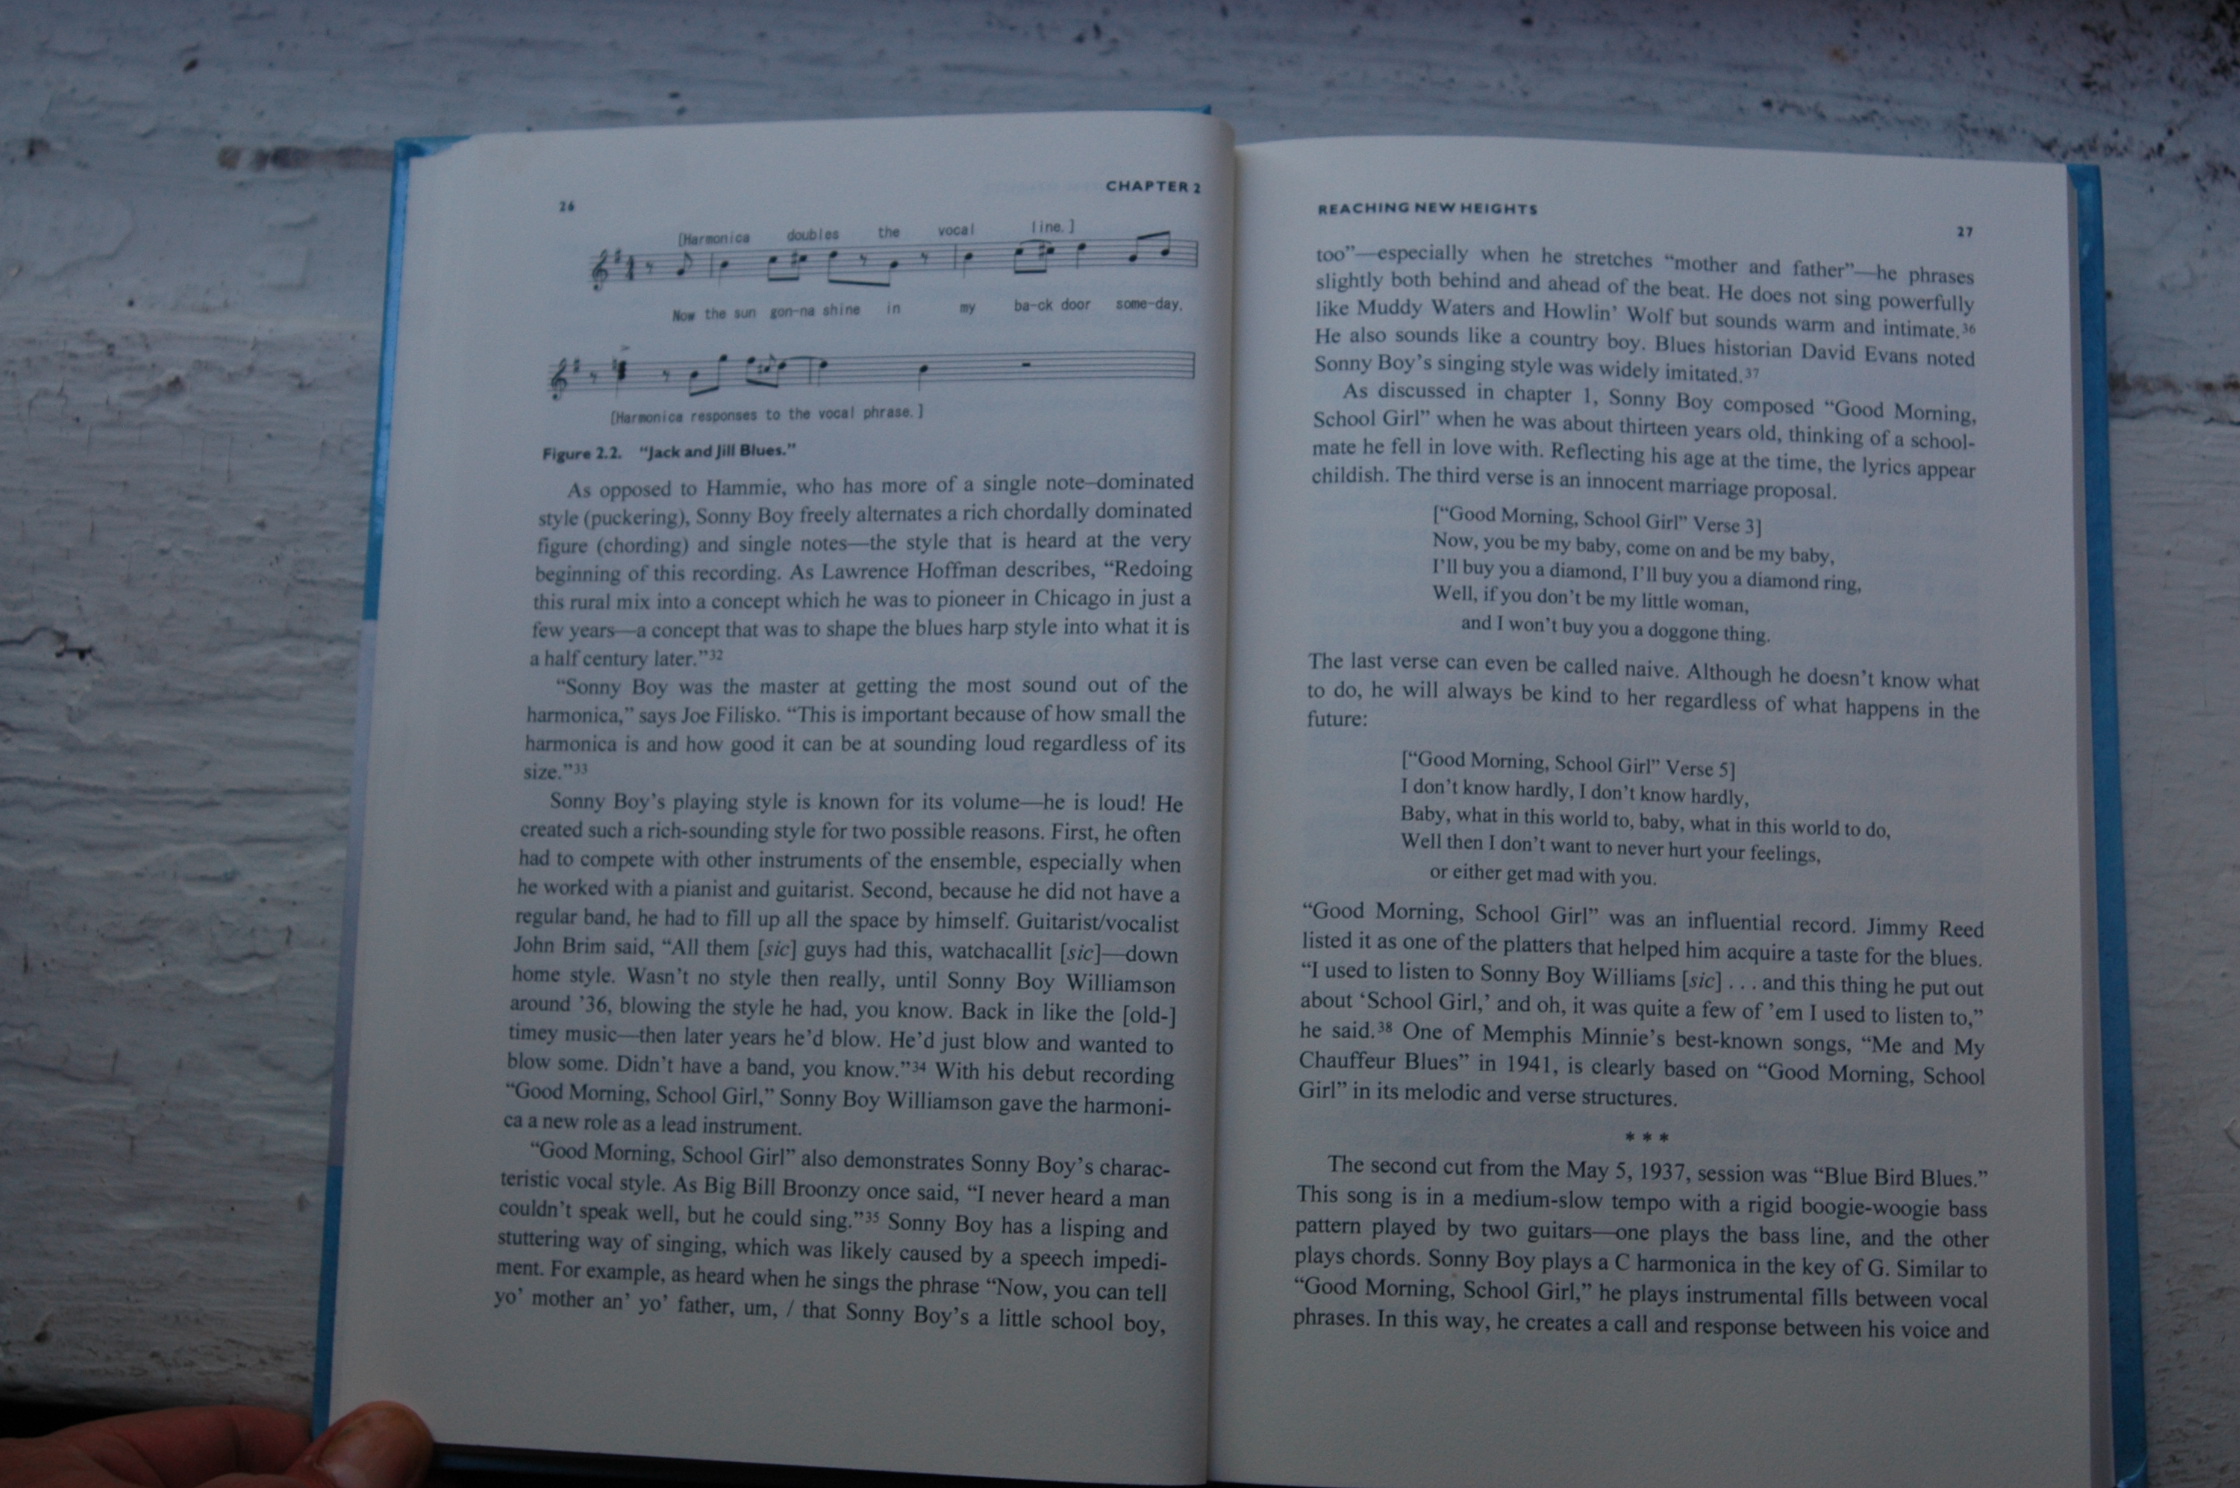 26
CHAPTER 2
[Harmonica doubles the vocal line.]
Now the sun gon-na shine in my ba-ck door some-day.
[Harmonica responses to the vocal phrase.]
Figure 2.2. "Jack and Jill Blues."
As opposed to Hammie, who has more of a single note–dominated
style (puckering), Sonny Boy freely alternates a rich chordally dominated
figure (chording) and single notes—the style that is heard at the very
beginning of this recording. As Lawrence Hoffman describes, "Redoing
this rural mix into a concept which he was to pioneer in Chicago in just a
few years—a concept that was to shape the blues harp style into what it is
a half century later."32
"Sonny Boy was the master at getting the most sound out of the
harmonica," says Joe Filisko. "This is important because of how small the
harmonica is and how good it can be at sounding loud regardless of its
size."33
Sonny Boy's playing style is known for its volume—he is loud! He
created such a rich-sounding style for two possible reasons. First, he often
had to compete with other instruments of the ensemble, especially when
he worked with a pianist and guitarist. Second, because he did not have a
regular band, he had to fill up all the space by himself. Guitarist/vocalist
John Brim said, "All them [sic] guys had this, watchacallit [sic]—down
home style. Wasn't no style then really, until Sonny Boy Williamson
around '36, blowing the style he had, you know. Back in like the [old-]
timey music—then later years he'd blow. He'd just blow and wanted to
blow some. Didn't have a band, you know."34 With his debut recording
"Good Morning, School Girl," Sonny Boy Williamson gave the harmoni-
ca a new role as a lead instrument.
"Good Morning, School Girl" also demonstrates Sonny Boy's charac-
teristic vocal style. As Big Bill Broonzy once said, "I never heard a man
couldn't speak well, but he could sing."35 Sonny Boy has a lisping and
stuttering way of singing, which was likely caused by a speech impedi-
ment. For example, as heard when he sings the phrase "Now, you can tell
yo' mother an' yo' father, um, / that Sonny Boy's a little school boy,
REACHING NEW HEIGHTS
27
too"—especially when he stretches "mother and father"—he phrases
slightly both behind and ahead of the beat. He does not sing powerfully
like Muddy Waters and Howlin' Wolf but sounds warm and intimate.36
He also sounds like a country boy. Blues historian David Evans noted
Sonny Boy's singing style was widely imitated.37
As discussed in chapter 1, Sonny Boy composed "Good Morning,
School Girl" when he was about thirteen years old, thinking of a school-
mate he fell in love with. Reflecting his age at the time, the lyrics appear
childish. The third verse is an innocent marriage proposal.
["Good Morning, School Girl" Verse 3]
Now, you be my baby, come on and be my baby,
I'll buy you a diamond, I'll buy you a diamond ring,
Well, if you don't be my little woman,
and I won't buy you a doggone thing.
The last verse can even be called naive. Although he doesn't know what
to do, he will always be kind to her regardless of what happens in the
future:
["Good Morning, School Girl" Verse 5]
I don't know hardly, I don't know hardly,
Baby, what in this world to, baby, what in this world to do,
Well then I don't want to never hurt your feelings,
or either get mad with you.
"Good Morning, School Girl" was an influential record. Jimmy Reed
listed it as one of the platters that helped him acquire a taste for the blues.
"I used to listen to Sonny Boy Williams [sic] . . . and this thing he put out
about 'School Girl,' and oh, it was quite a few of 'em I used to listen to,"
he said.38 One of Memphis Minnie's best-known songs, "Me and My
Chauffeur Blues" in 1941, is clearly based on "Good Morning, School
Girl" in its melodic and verse structures.
* * *
The second cut from the May 5, 1937, session was "Blue Bird Blues."
This song is in a medium-slow tempo with a rigid boogie-woogie bass
pattern played by two guitars—one plays the bass line, and the other
plays chords. Sonny Boy plays a C harmonica in the key of G. Similar to
"Good Morning, School Girl," he plays instrumental fills between vocal
phrases. In this way, he creates a call and response between his voice and